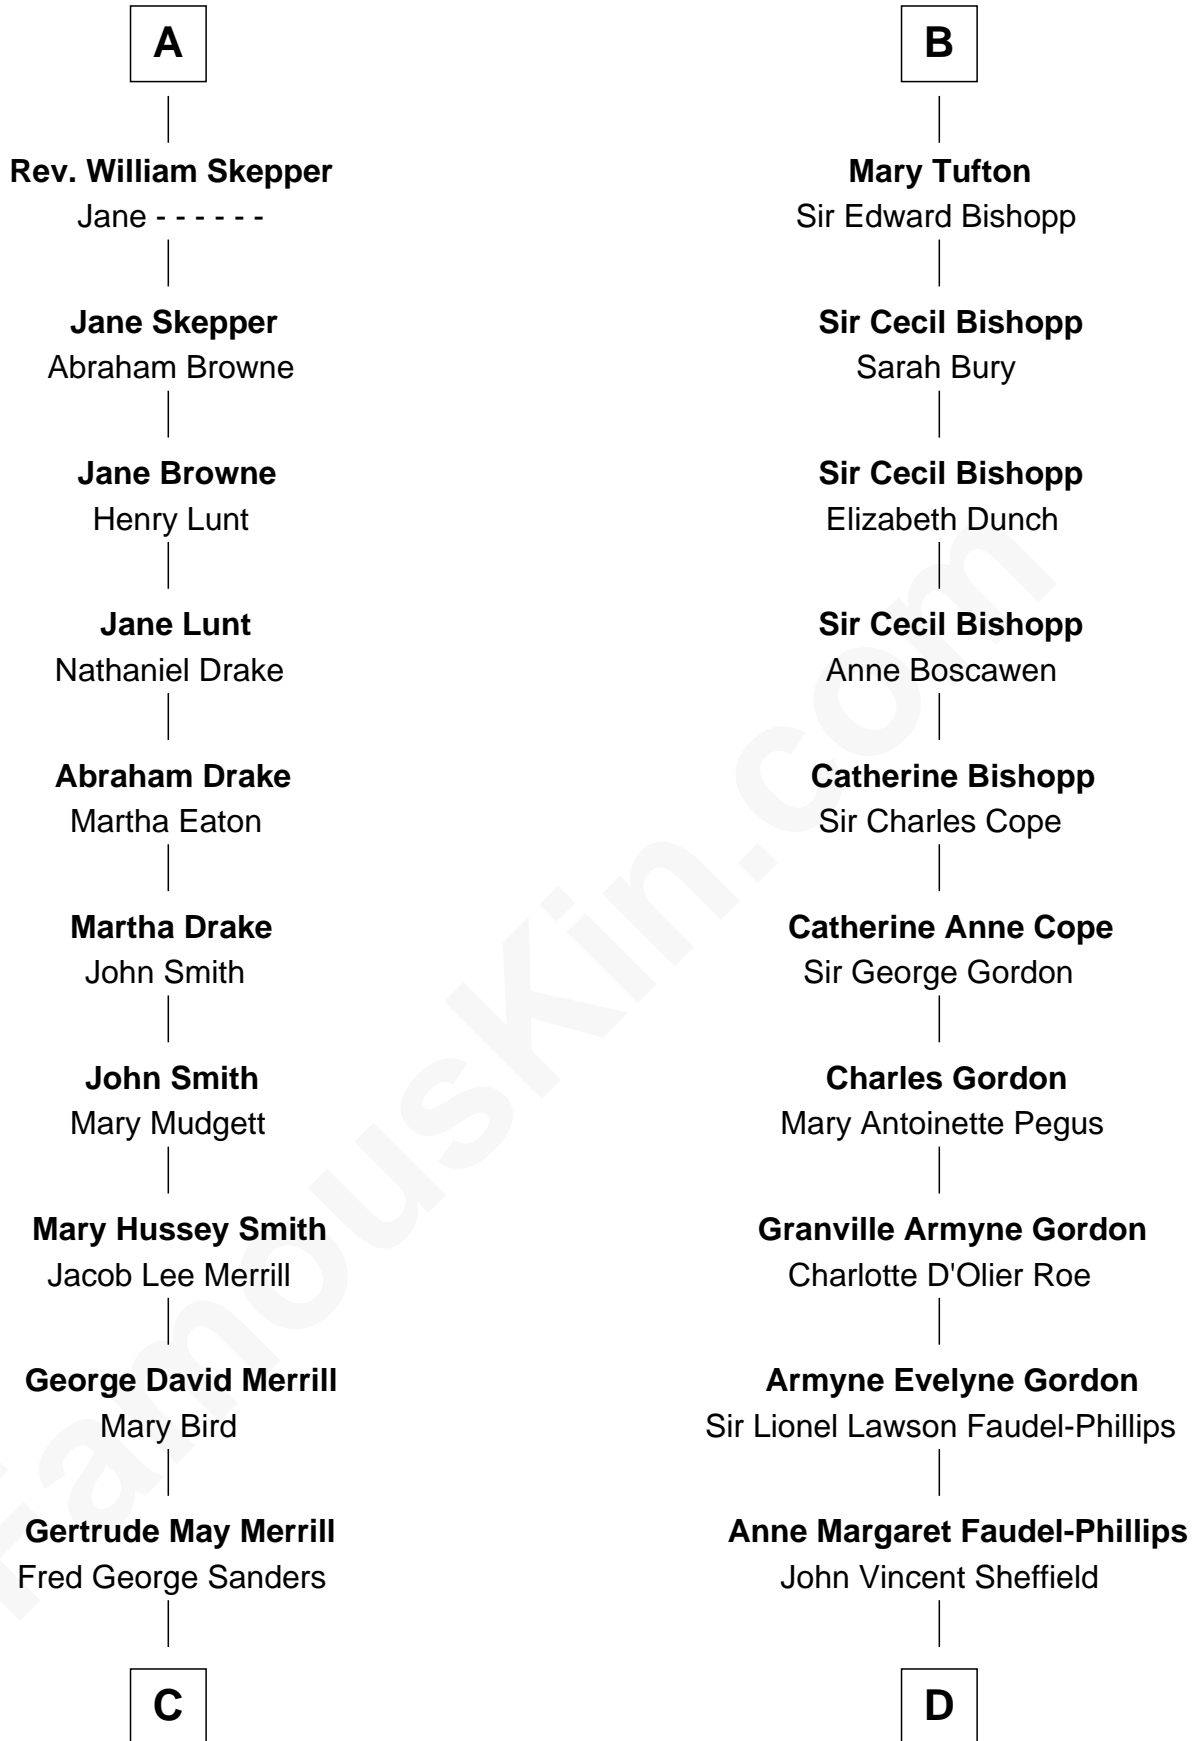 A
Rev. William Skepper
Jane - - - - - -
Jane Skepper
Abraham Browne
Jane Browne
Henry Lunt
Jane Lunt
Nathaniel Drake
Abraham Drake
Martha Eaton
Martha Drake
John Smith
John Smith
Mary Mudgett
Mary Hussey Smith
Jacob Lee Merrill
George David Merrill
Mary Bird
Gertrude May Merrill
Fred George Sanders
C
B
Mary Tufton
Sir Edward Bishopp
Sir Cecil Bishopp
Sarah Bury
Sir Cecil Bishopp
Elizabeth Dunch
Sir Cecil Bishopp
Anne Boscawen
Catherine Bishopp
Sir Charles Cope
Catherine Anne Cope
Sir George Gordon
Charles Gordon
Mary Antoinette Pegus
Granville Armyne Gordon
Charlotte D'Olier Roe
Armyne Evelyne Gordon
Sir Lionel Lawson Faudel-Phillips
Anne Margaret Faudel-Phillips
John Vincent Sheffield
D
FamousKin.com